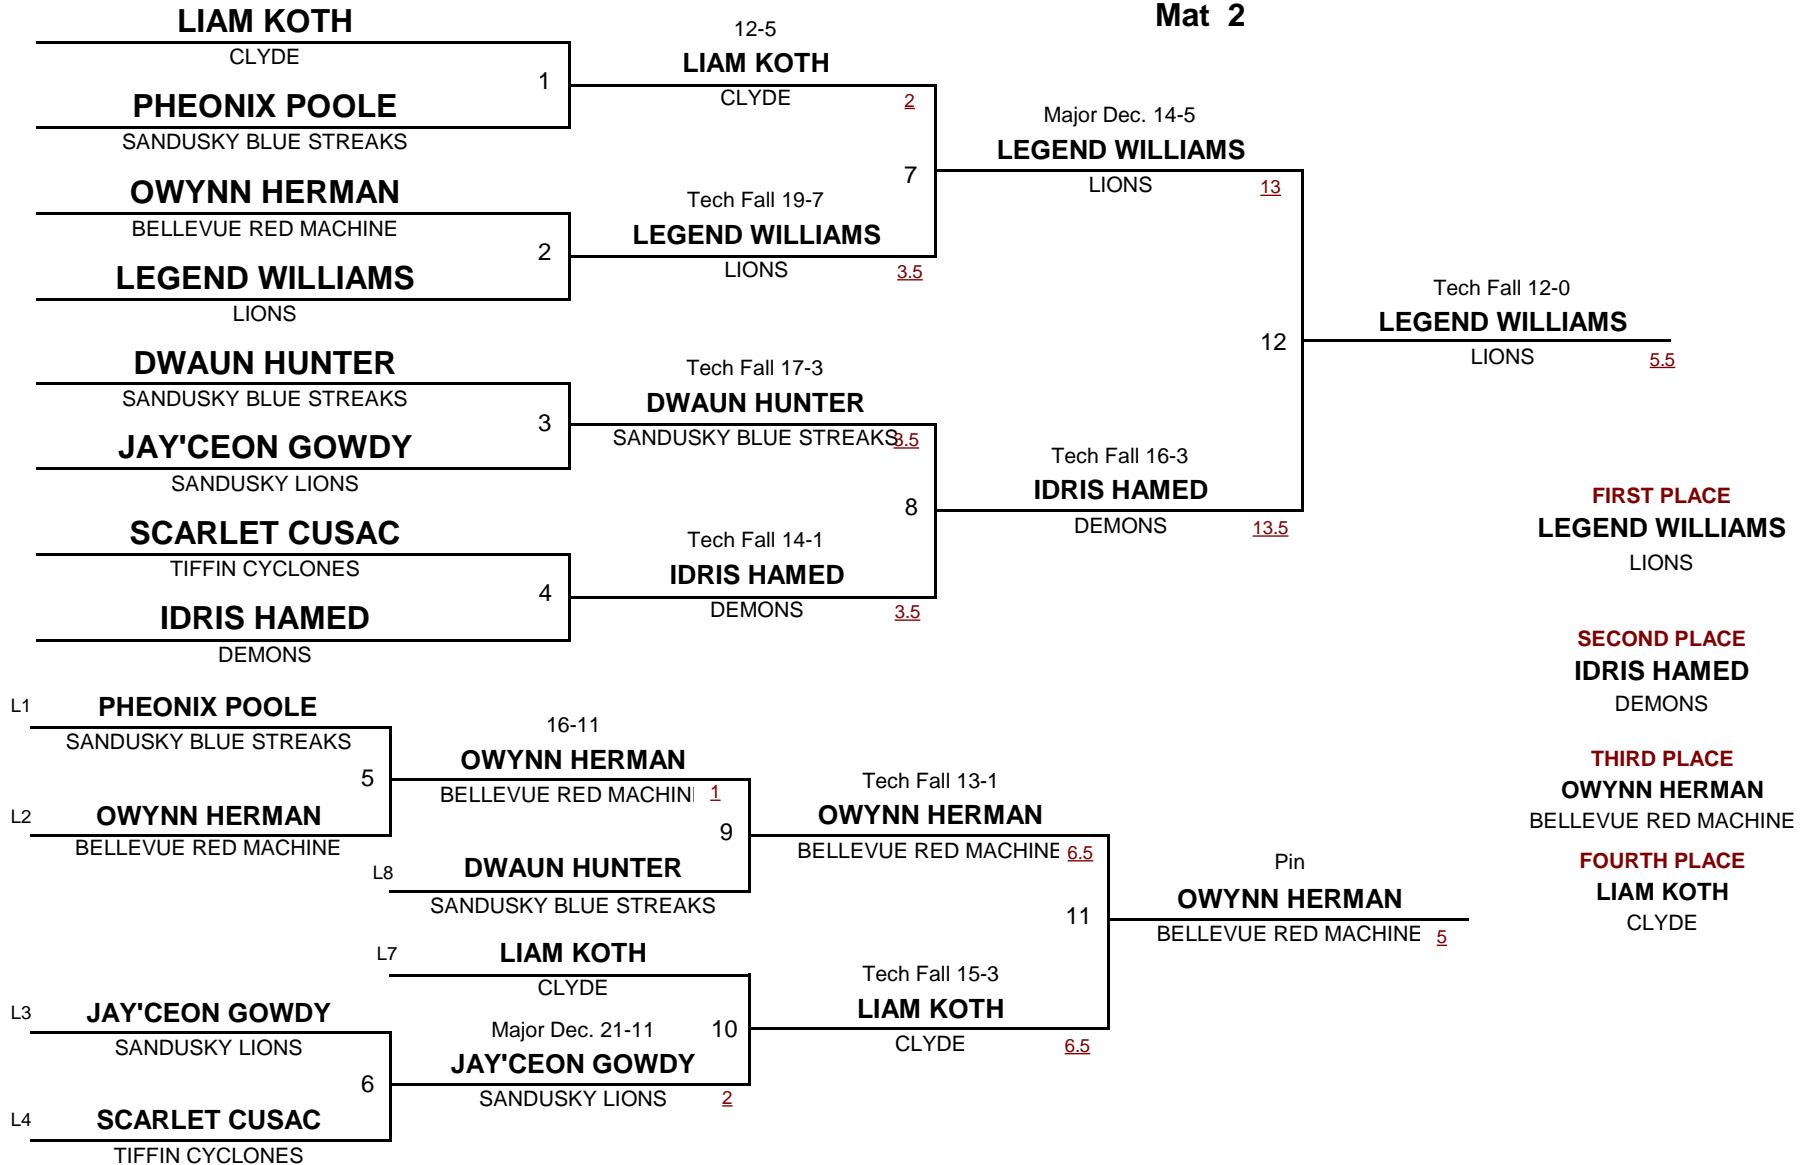 Mat 2
LIAM KOTH
CLYDE
1
PHEONIX POOLE
SANDUSKY BLUE STREAKS
OWYNN HERMAN
BELLEVUE RED MACHINE
2
LEGEND WILLIAMS
LIONS
DWAUN HUNTER
SANDUSKY BLUE STREAKS
3
JAY'CEON GOWDY
SANDUSKY LIONS
SCARLET CUSAC
TIFFIN CYCLONES
4
IDRIS HAMED
DEMONS
12-5
LIAM KOTH
CLYDE 2
7
Tech Fall 19-7
LEGEND WILLIAMS
LIONS 3.5
Tech Fall 17-3
DWAUN HUNTER
SANDUSKY BLUE STREAKS 3.5
8
Tech Fall 14-1
IDRIS HAMED
DEMONS 3.5
Major Dec. 14-5
LEGEND WILLIAMS
LIONS 13
12
Tech Fall 16-3
IDRIS HAMED
DEMONS 13.5
Tech Fall 12-0
LEGEND WILLIAMS
LIONS 5.5
FIRST PLACE
LEGEND WILLIAMS
LIONS
SECOND PLACE
IDRIS HAMED
DEMONS
THIRD PLACE
OWYNN HERMAN
BELLEVUE RED MACHINE
FOURTH PLACE
LIAM KOTH
CLYDE
L1 PHEONIX POOLE
SANDUSKY BLUE STREAKS
5
L2 OWYNN HERMAN
BELLEVUE RED MACHINE
16-11
OWYNN HERMAN
BELLEVUE RED MACHIN 1
9
L8 DWAUN HUNTER
SANDUSKY BLUE STREAKS
L7 LIAM KOTH
CLYDE
L3 JAY'CEON GOWDY
SANDUSKY LIONS
6
L4 SCARLET CUSAC
TIFFIN CYCLONES
Major Dec. 21-11 10
JAY'CEON GOWDY
SANDUSKY LIONS 2
Tech Fall 13-1
OWYNN HERMAN
BELLEVUE RED MACHINE 6.5
11
Tech Fall 15-3
LIAM KOTH
CLYDE 6.5
Pin
OWYNN HERMAN
BELLEVUE RED MACHINE 5